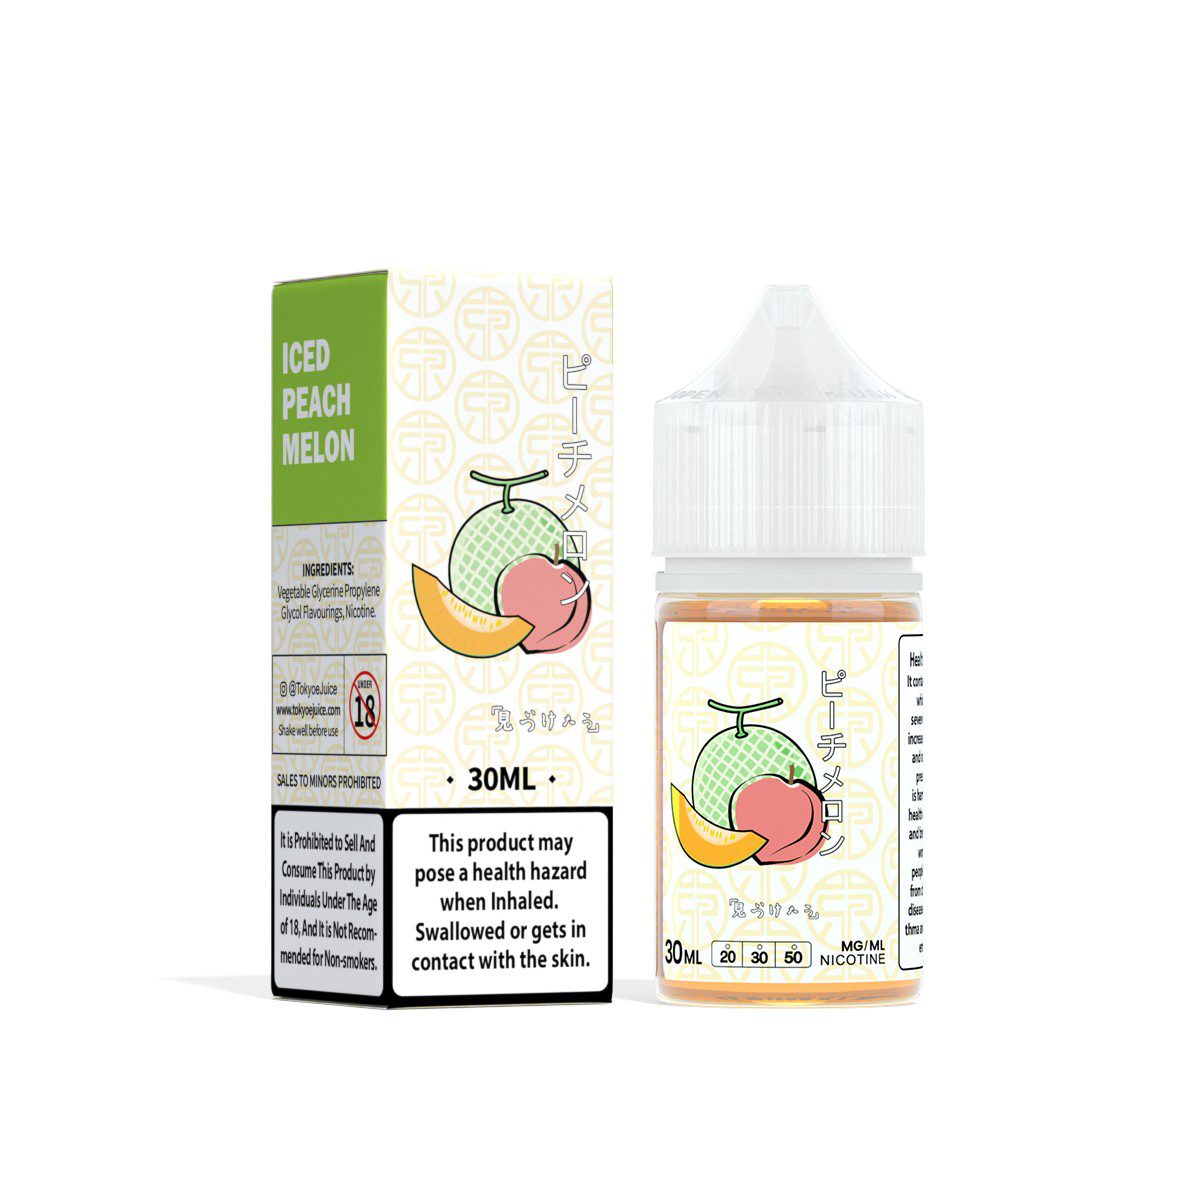 ICED
PEACH
MELON
INGREDIENTS:
Vegetable Glycerine Propylene
Glycol Flavourings, Nicotine.
@TokyoeJuice
www.tokyoejuice.com
Shake well before use
UNDER
18
SALES TO MINORS PROHIBITED
It is Prohibited to Sell And
Consume This Product by
Individuals Under The Age
of 18, And It is Not Recom-
mended for Non-smokers.
ピーチメロン
· 30ML ·
This product may
pose a health hazard
when Inhaled.
Swallowed or gets in
contact with the skin.
OPEN
ピーチメロン
30ML
20 30 50
MG/ML
NICOTINE